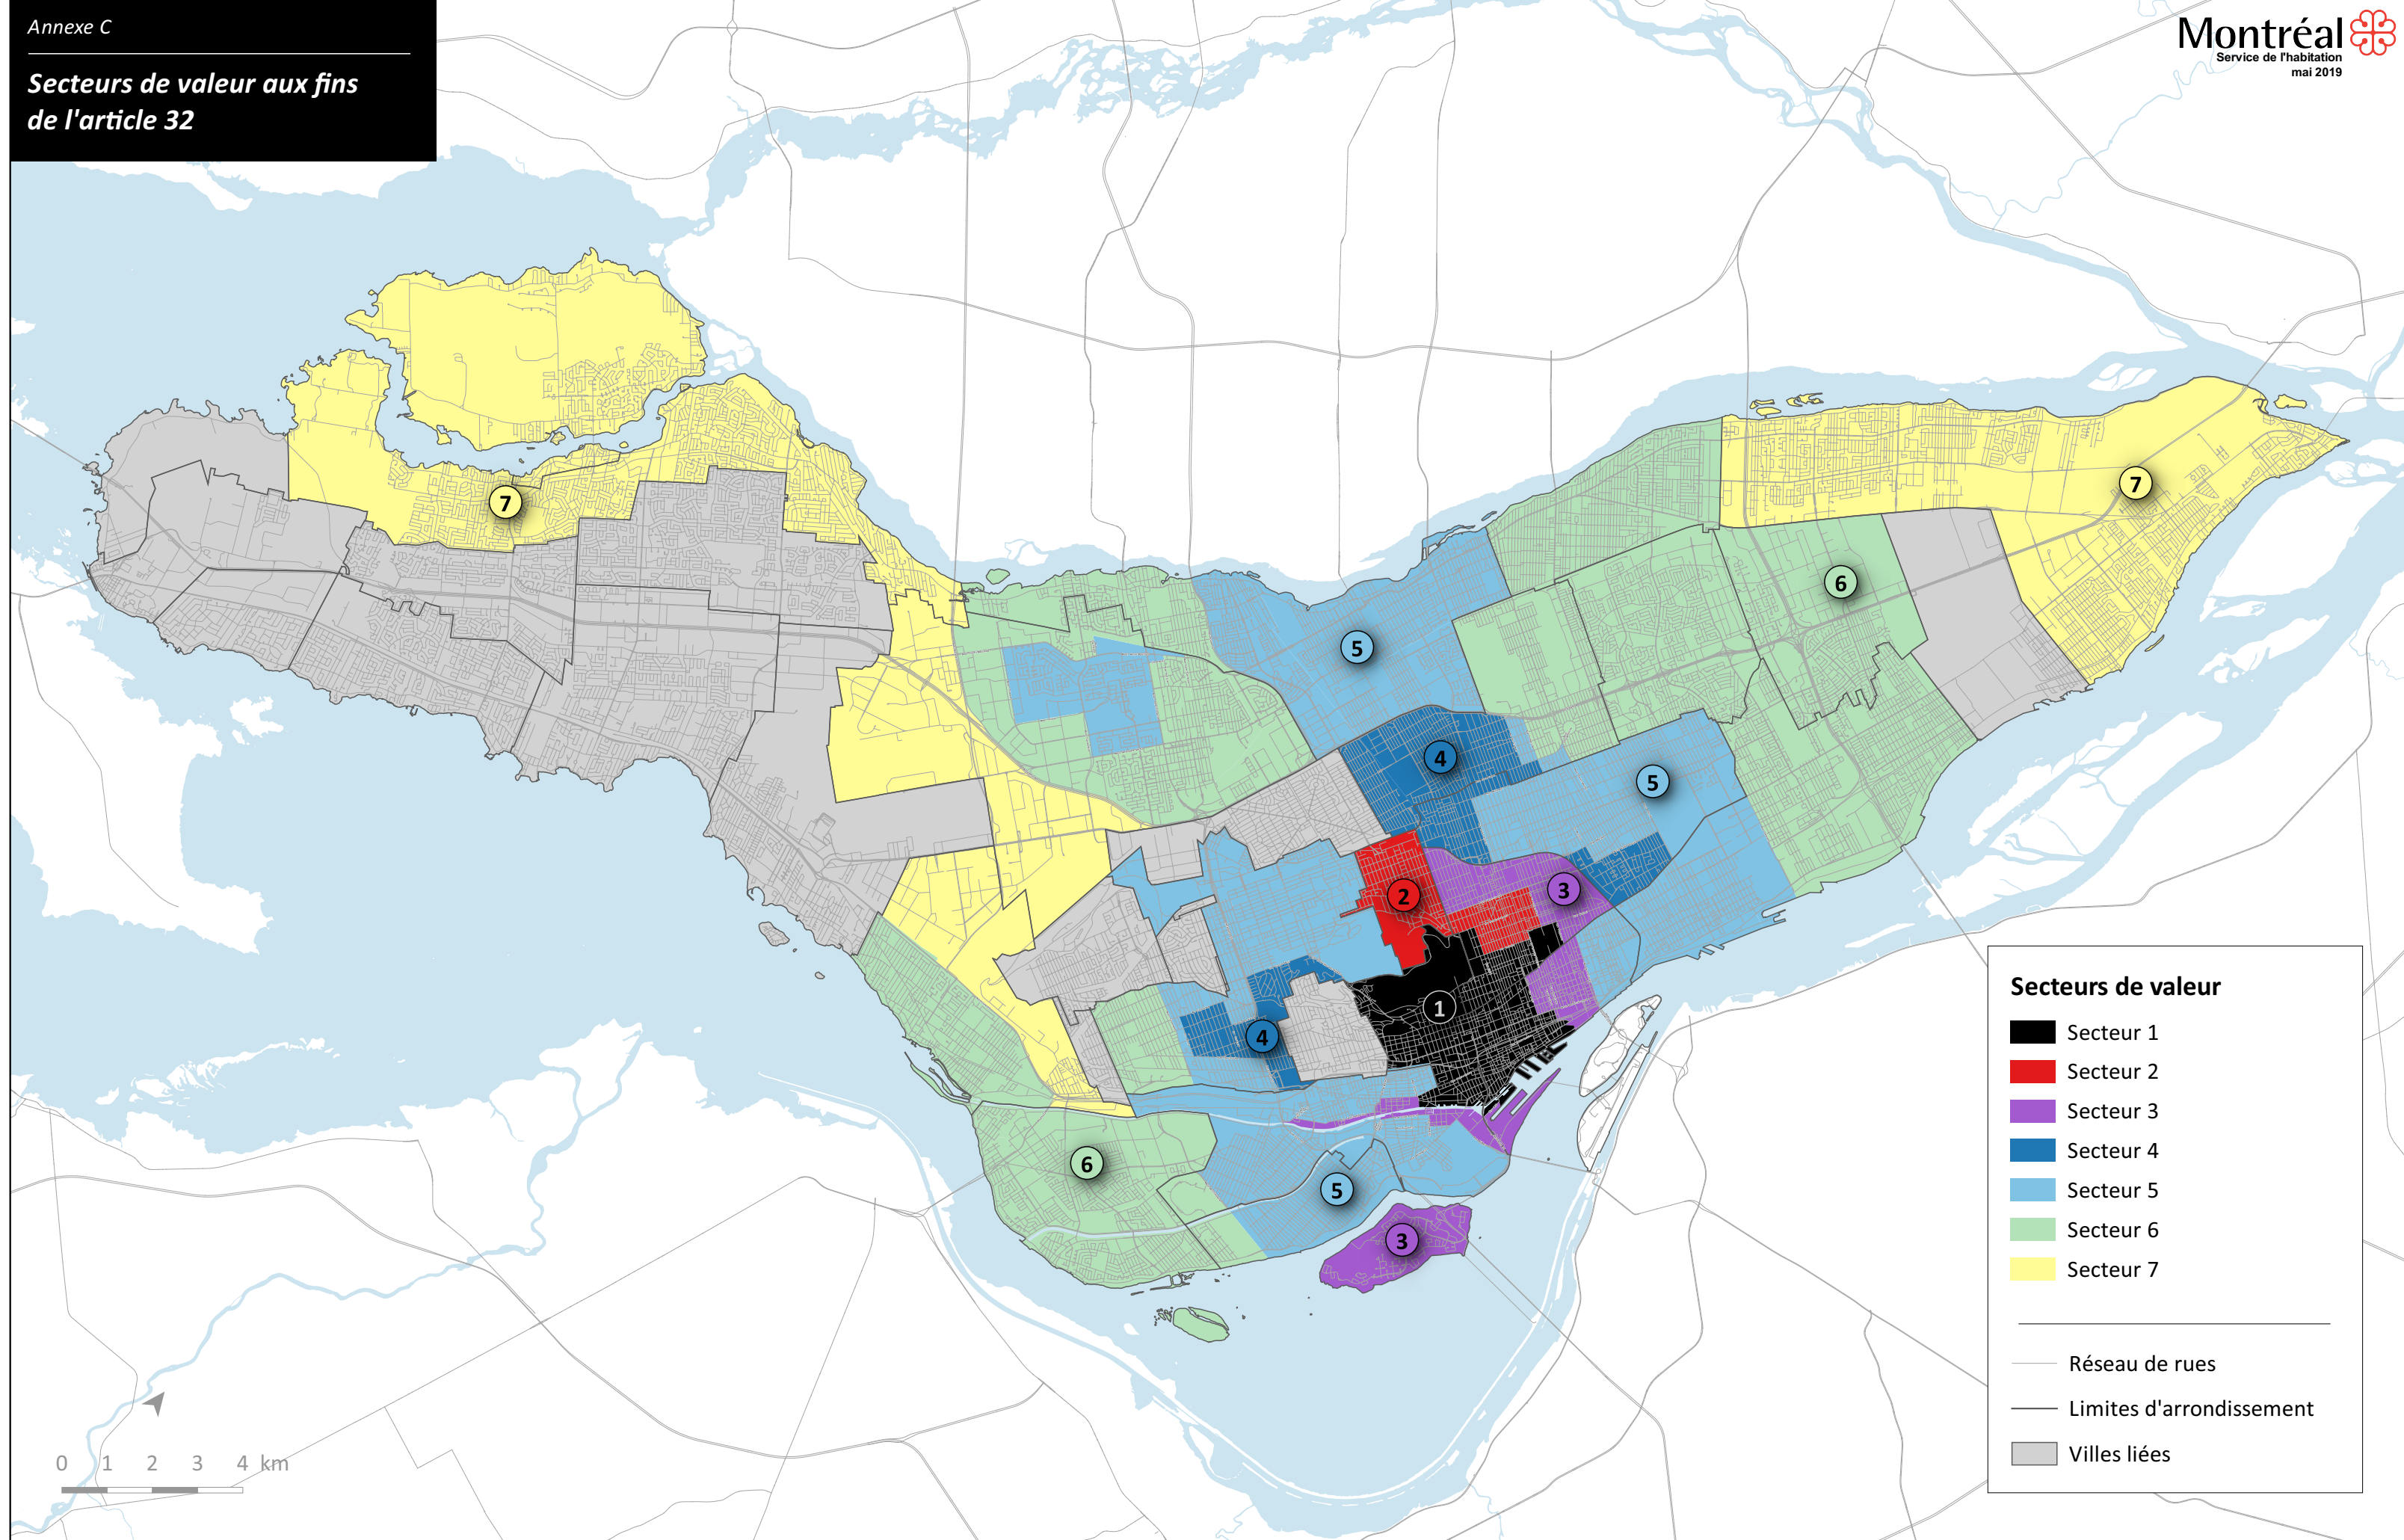 Annexe C
Secteurs de valeur aux fins
de l'article 32
Montréal
Service de l'habitation
mai 2019
7
7
6
5
4
5
2
3
1
4
6
5
3
Secteurs de valeur
Secteur 1
Secteur 2
Secteur 3
Secteur 4
Secteur 5
Secteur 6
Secteur 7
Réseau de rues
Limites d'arrondissement
Villes liées
0 1 2 3 4 km